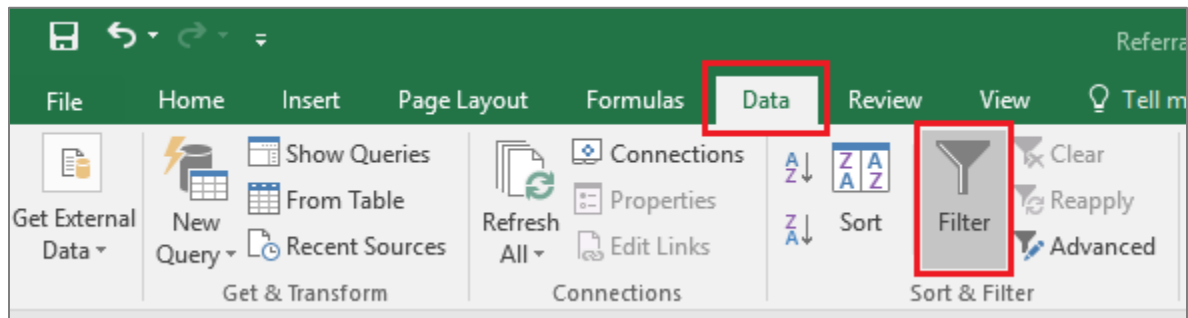 Referra
File Home Insert Page Layout Formulas Data Review View Tell m
Show Queries
From Table
Recent Sources
Get External
Data
New
Query
Get & Transform
Refresh
All
Connections
Properties
Edit Links
Connections
A
Z
Z
A
Z A
A Z
Sort
Filter
Clear
Reapply
Advanced
Sort & Filter